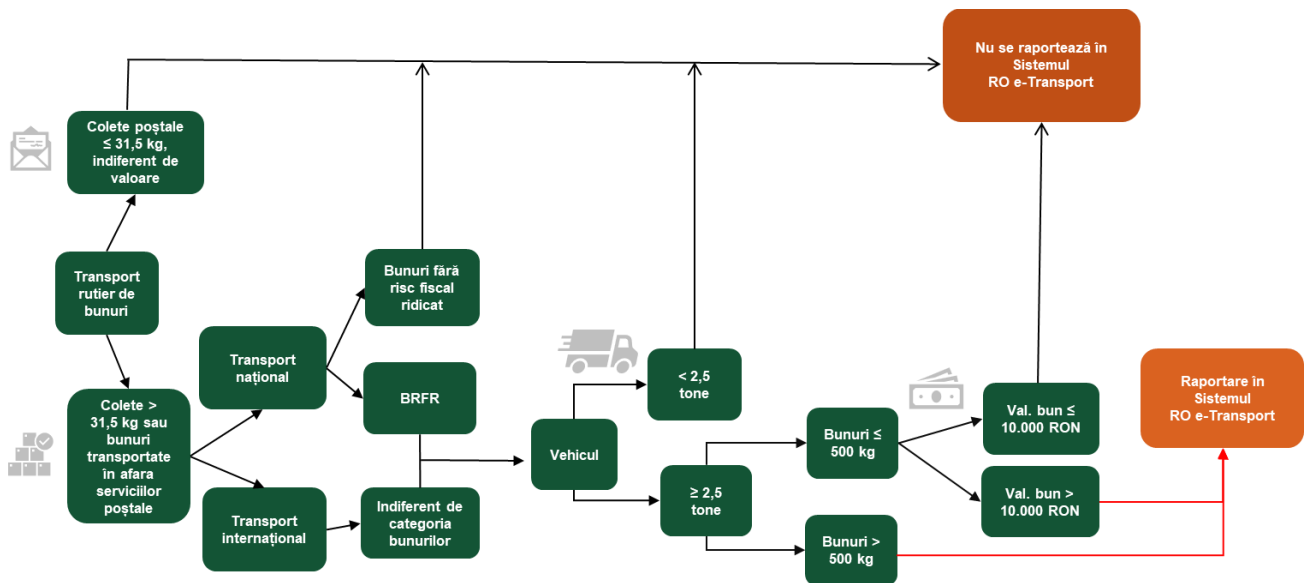 Nu se raportează în
Sistemul
RO e-Transport
Colete poștale
≤ 31,5 kg,
indiferent de
valoare
Transport
rutier de
bunuri
Bunuri fără
risc fiscal
ridicat
Transport
național
< 2,5
tone
BRFR
Colete >
31,5 kg sau
bunuri
transportate
în afara
serviciilor
poștale
Vehicul
Transport
internațional
Indiferent de
categoria
bunurilor
≥ 2,5
tone
Bunuri ≤
500 kg
Bunuri >
500 kg
Val. bun ≤
10.000 RON
Val. bun >
10.000 RON
Raportare în
Sistemul
RO e-Transport